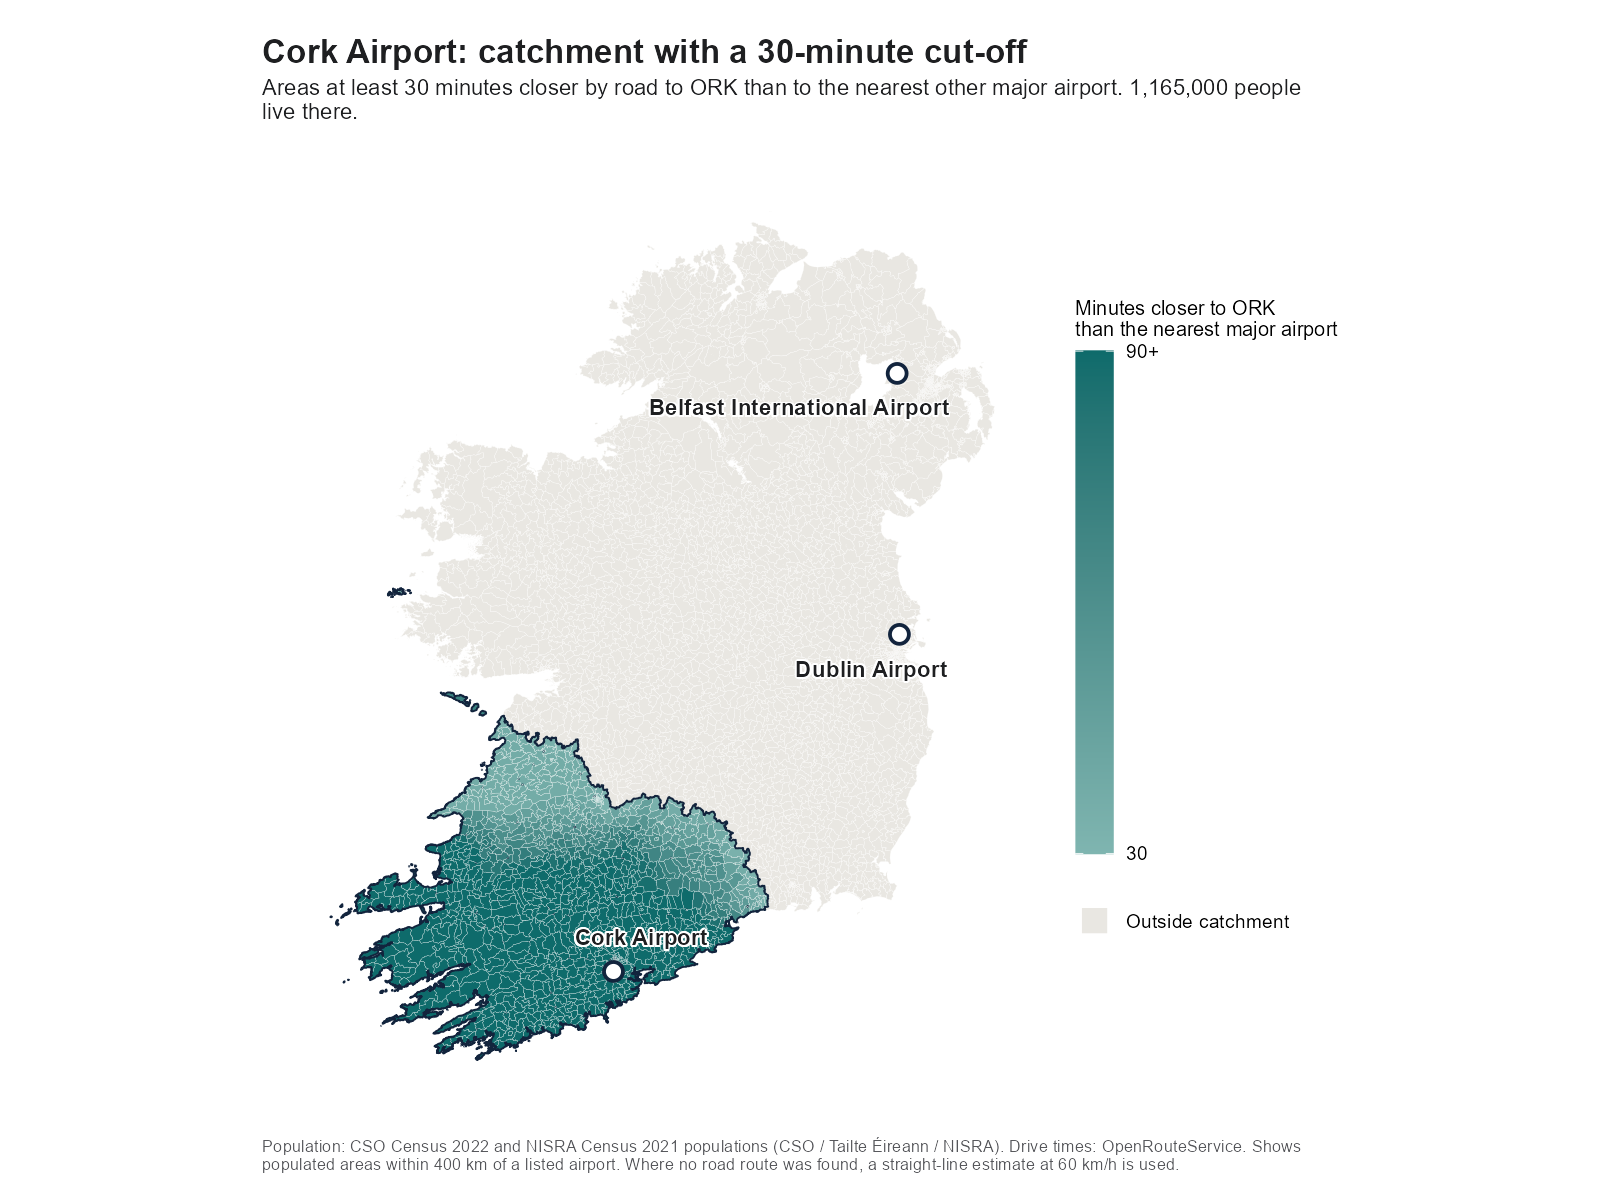 Cork Airport: catchment with a 30-minute cut-off
Areas at least 30 minutes closer by road to ORK than to the nearest other major airport. 1,165,000 people
live there.
Minutes closer to ORK
than the nearest major airport
90+
Belfast International Airport
Dublin Airport
30
Outside catchment
Cork Airport
Population: CSO Census 2022 and NISRA Census 2021 populations (CSO / Tailte Éireann / NISRA). Drive times: OpenRouteService. Shows
populated areas within 400 km of a listed airport. Where no road route was found, a straight-line estimate at 60 km/h is used.